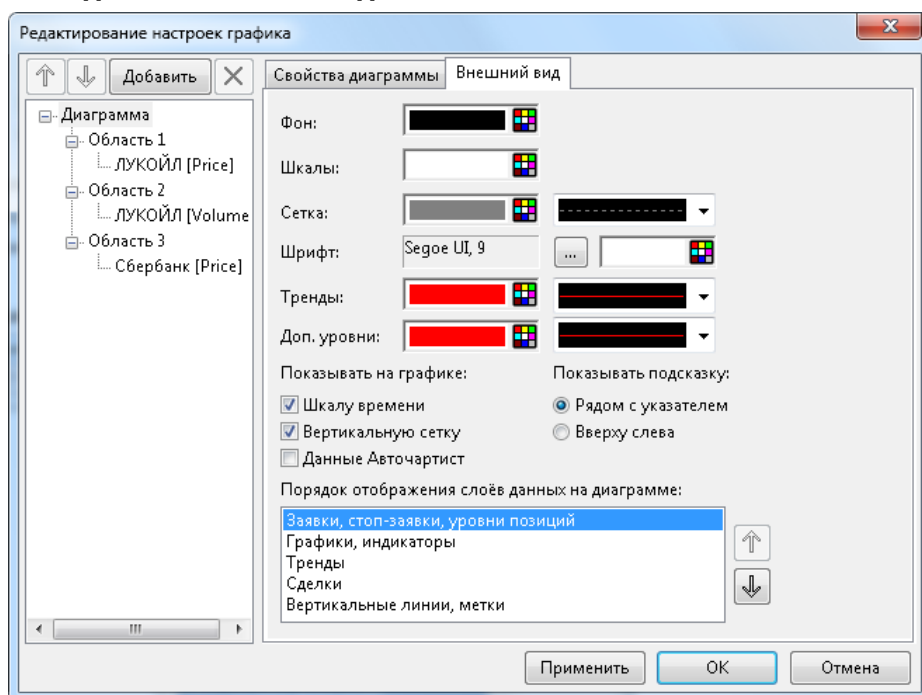 Редактирование настроек графика
Добавить
Свойства диаграммы
Внешний вид
Диаграмма
Область 1
ЛУКОЙЛ [Price]
Область 2
ЛУКОЙЛ [Volume
Область 3
Сбербанк [Price]
Фон:
Шкалы:
Сетка:
Шрифт:
Segoe UI, 9
...
Тренды:
Доп. уровни:
Показывать на графике:
Показывать подсказку:
Шкалу времени
Рядом с указателем
Вертикальную сетку
Вверху слева
Данные Авточартист
Порядок отображения слоёв данных на диаграмме:
Заявки, стоп-заявки, уровни позиций
Графики, индикаторы
Тренды
Сделки
Вертикальные линии, метки
Применить
ОК
Отмена